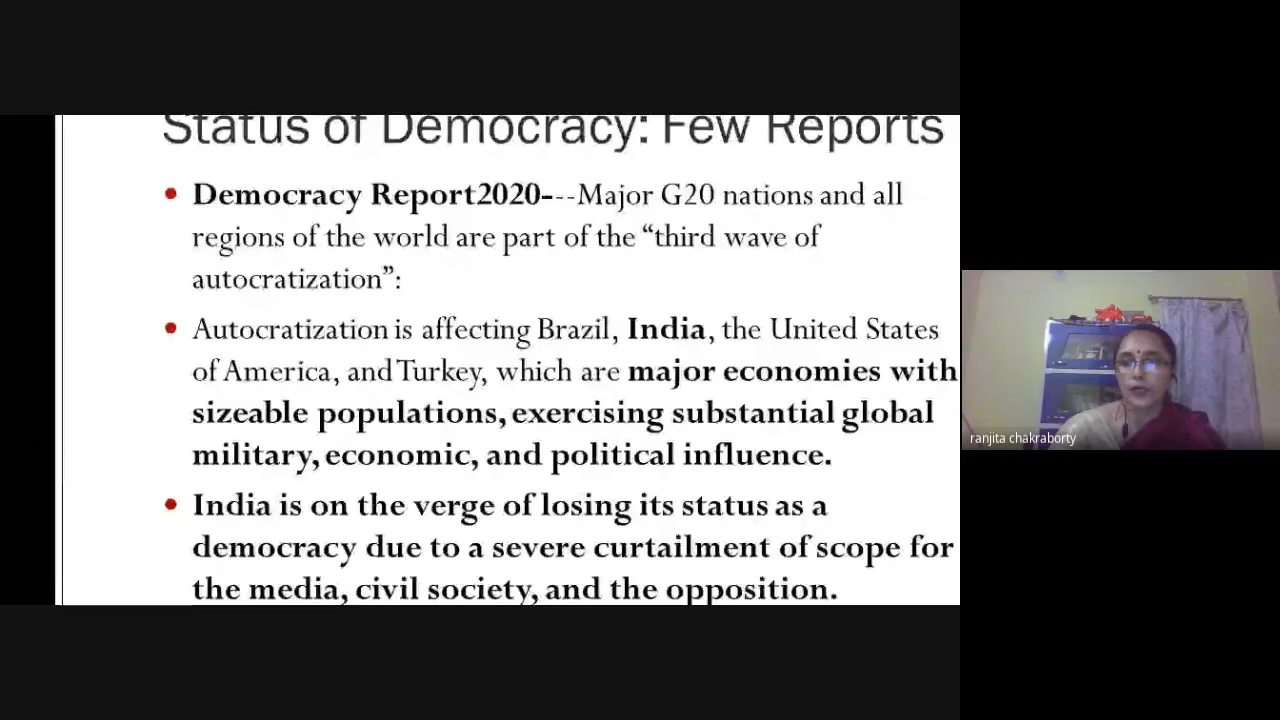 Status of Democracy: Few Reports
Democracy Report2020---Major G20 nations and all
regions of the world are part of the “third wave of
autocratization”:
Autocratization is affecting Brazil, India, the United States
of America, and Turkey, which are major economies with
sizeable populations, exercising substantial global
military, economic, and political influence.
India is on the verge of losing its status as a
democracy due to a severe curtailment of scope for
the media, civil society, and the opposition.
ranjita chakraborty